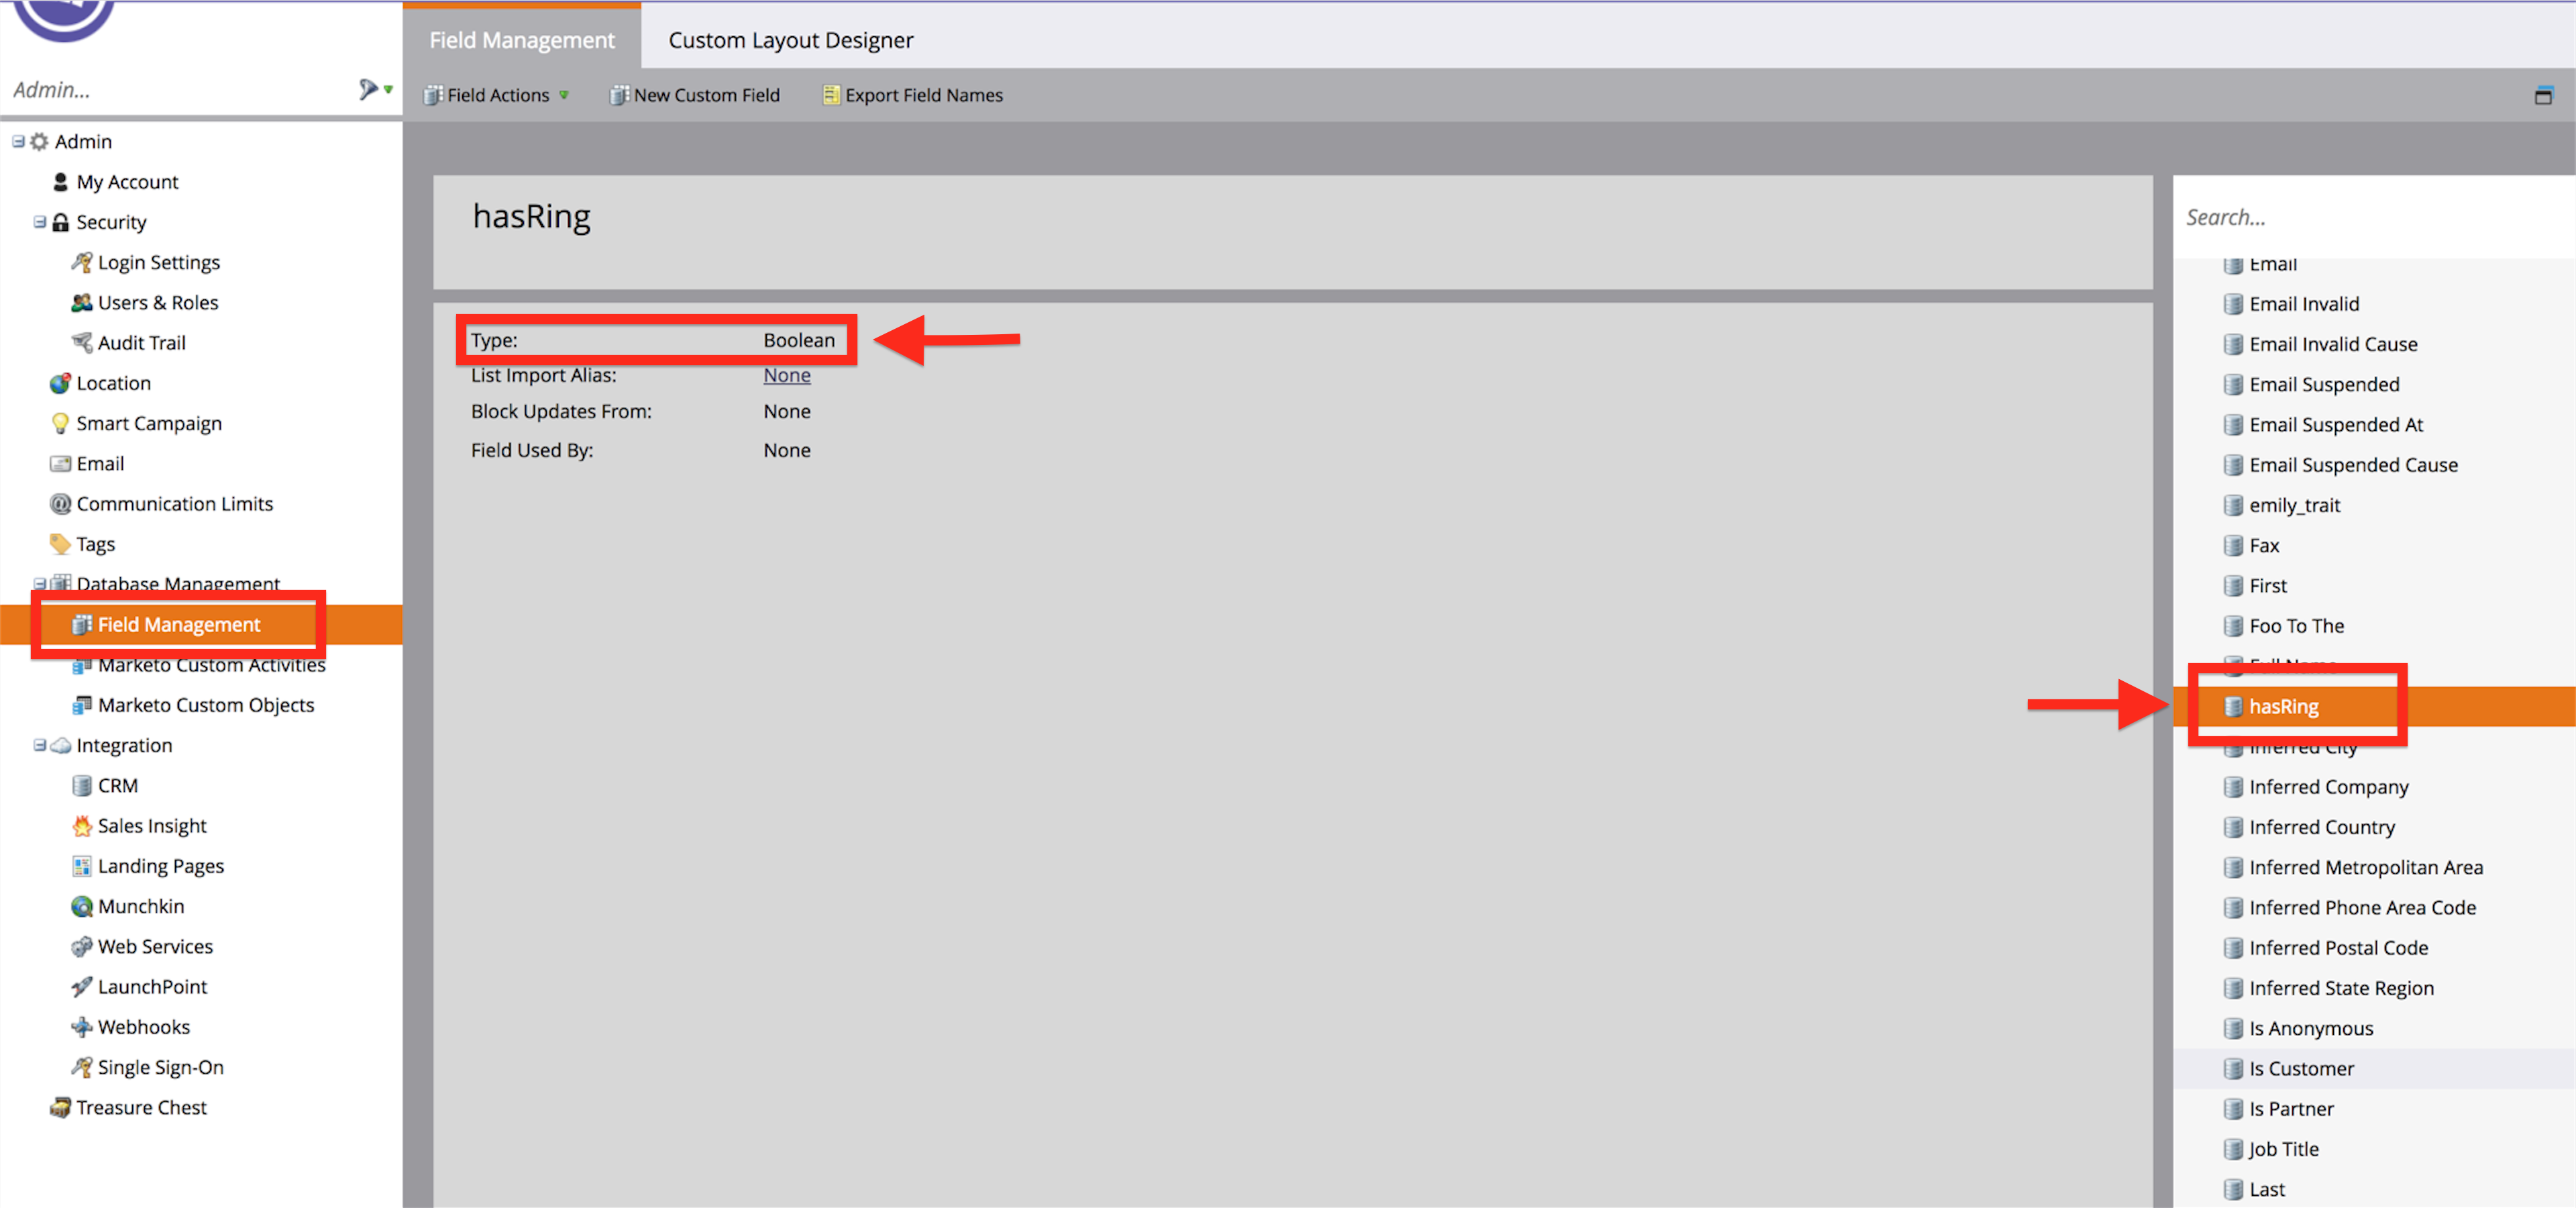 Field Management
Custom Layout Designer
Admin...
Field Actions
New Custom Field
Export Field Names
Admin
My Account
Security
Login Settings
Users & Roles
Audit Trail
Location
Smart Campaign
Email
Communication Limits
Tags
Database Management
Field Management
Marketo Custom Activities
Marketo Custom Objects
Integration
CRM
Sales Insight
Landing Pages
Munchkin
Web Services
LaunchPoint
Webhooks
Single Sign-On
Treasure Chest
hasRing
Type: Boolean
List Import Alias: None
Block Updates From: None
Field Used By: None
Search...
Email
Email Invalid
Email Invalid Cause
Email Suspended
Email Suspended At
Email Suspended Cause
emily_trait
Fax
First
Foo To The
Full Name
hasRing
Inferred City
Inferred Company
Inferred Country
Inferred Metropolitan Area
Inferred Phone Area Code
Inferred Postal Code
Inferred State Region
Is Anonymous
Is Customer
Is Partner
Job Title
Last